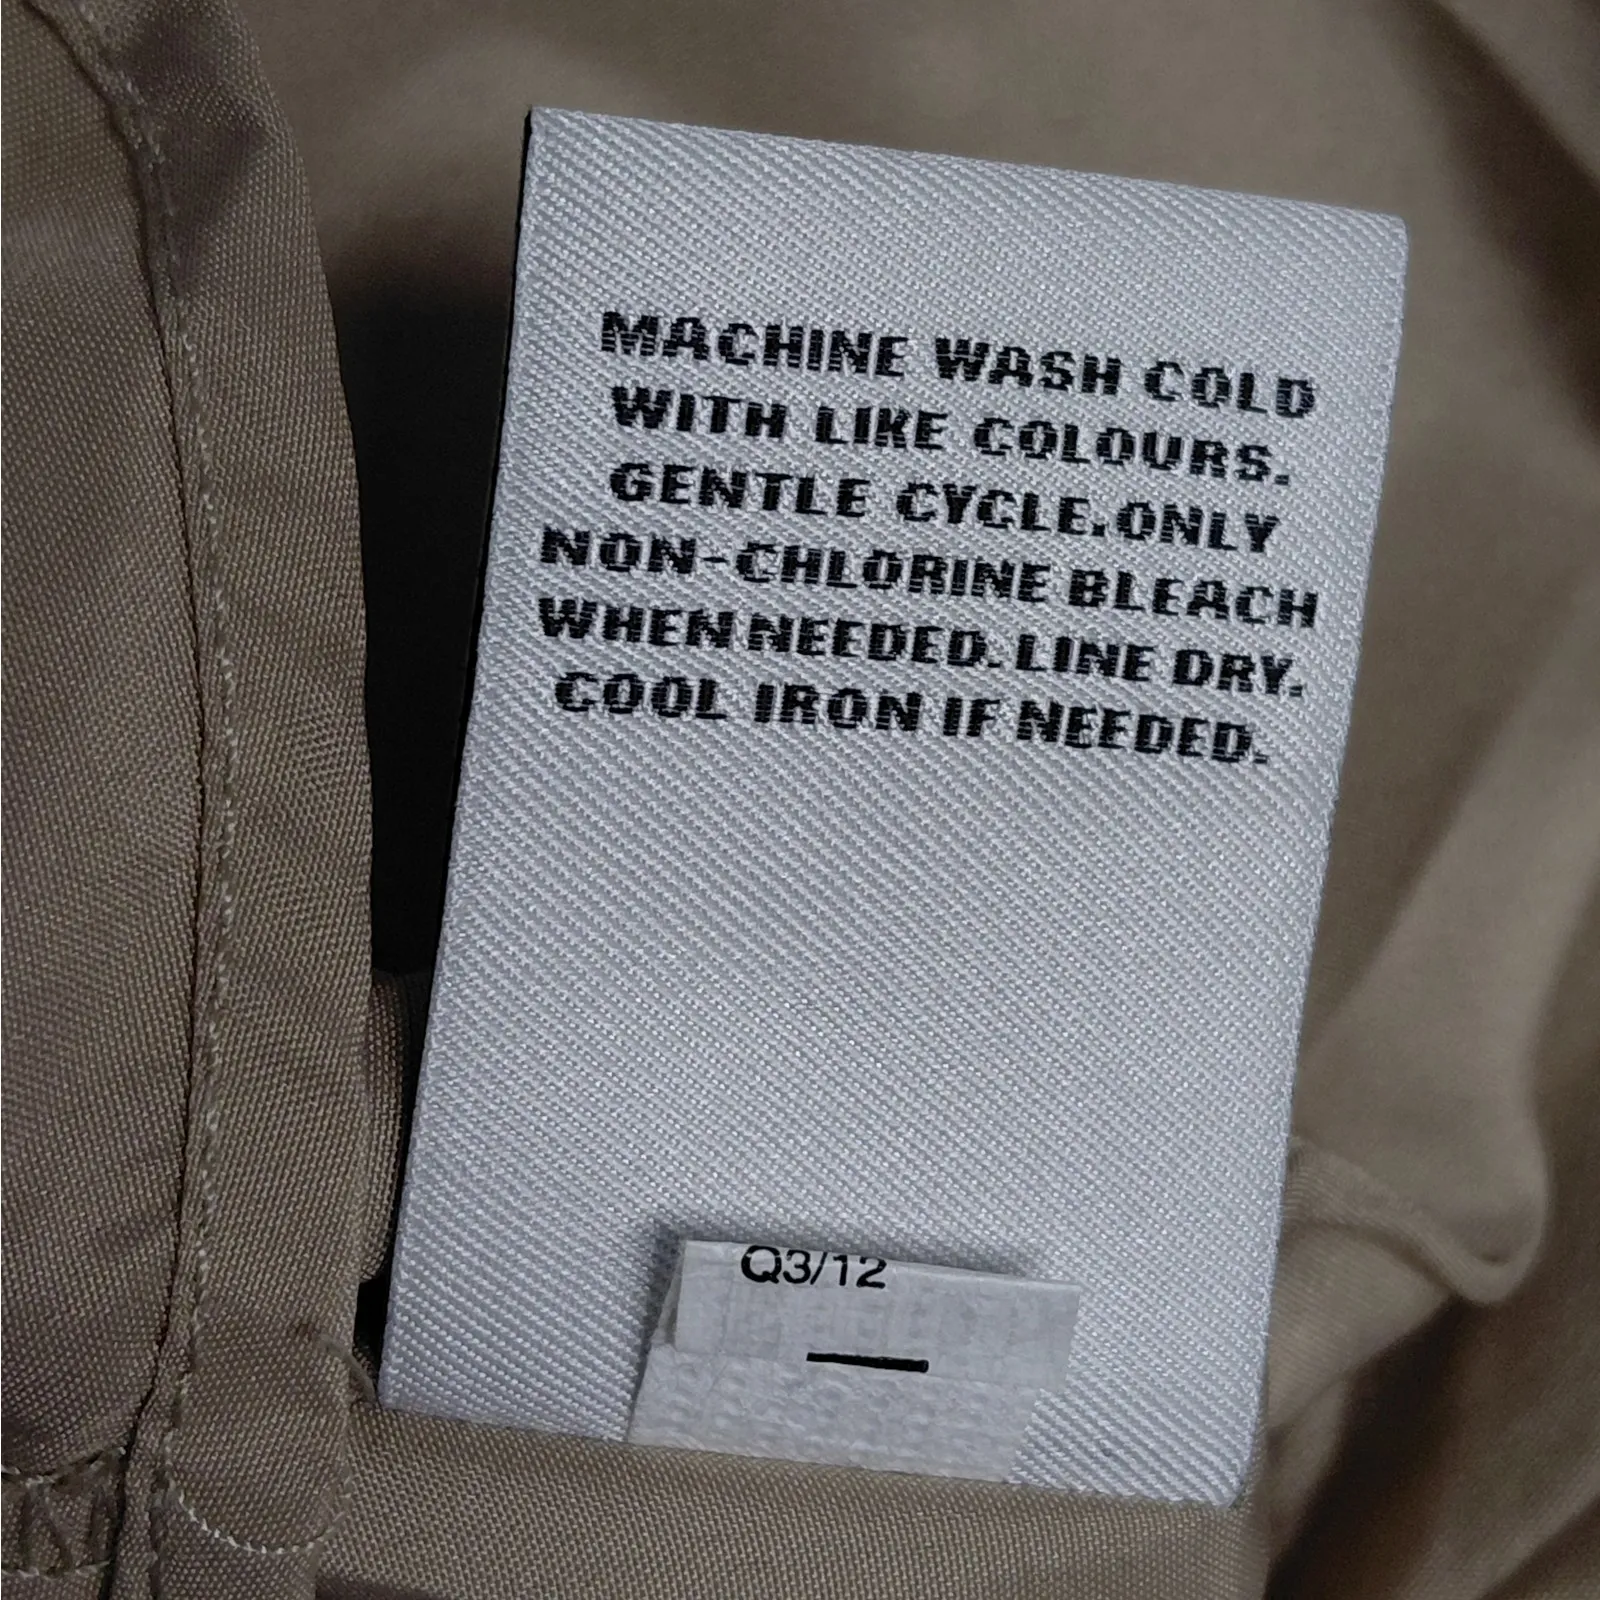 MACHINE WASH COLD
WITH LIKE COLOURS.
GENTLE CYCLE.ONLY
NON-CHLORINE BLEACH
WHEN NEEDED. LINE DRY.
COOL IRON IF NEEDED.
Q3/12